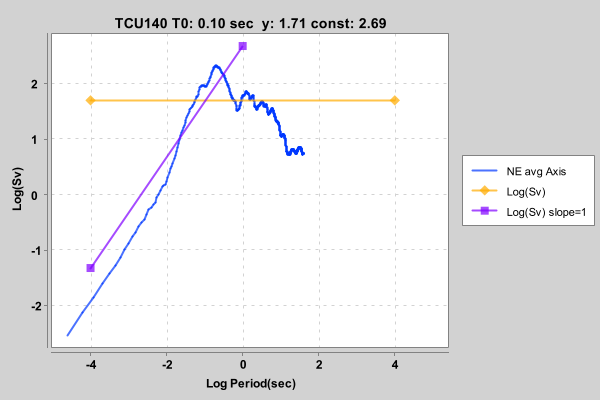 TCU140 T0: 0.10 sec  y: 1.71 const: 2.69
Log(Sv)
2
1
0
-1
-2
-4
-2
0
2
4
Log Period(sec)
NE avg Axis
Log(Sv)
Log(Sv) slope=1